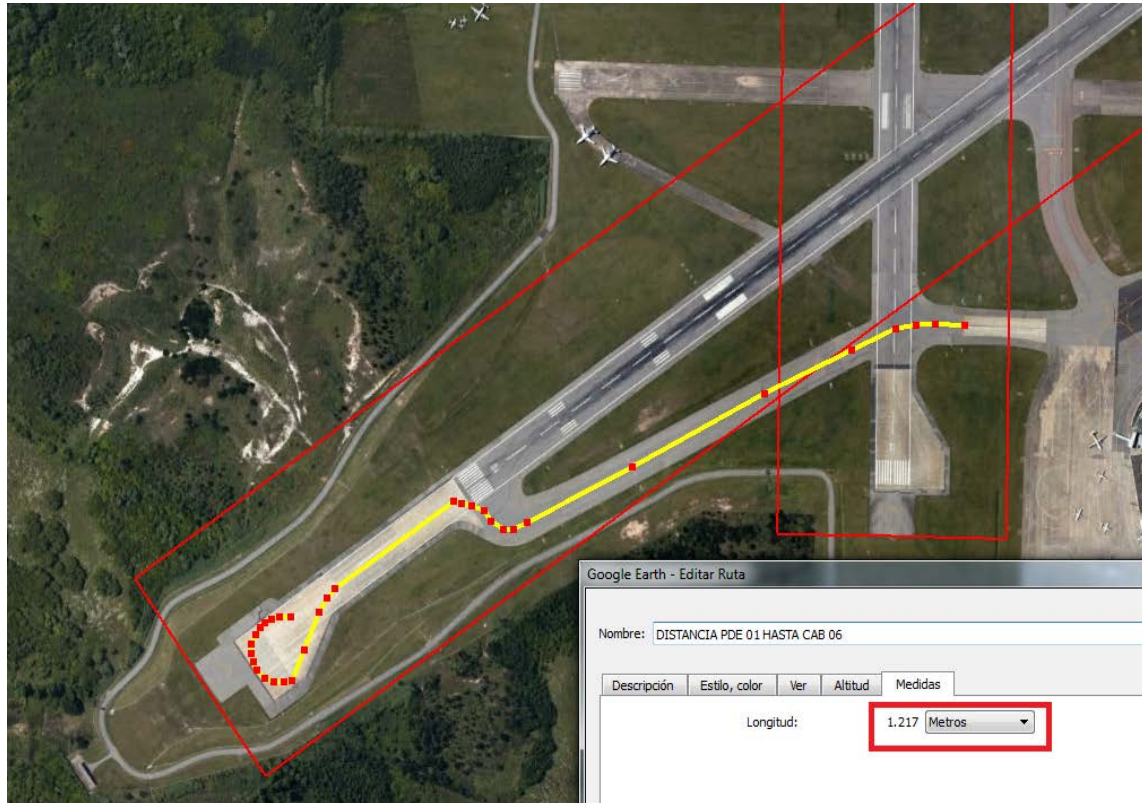 Google Earth - Editar Ruta
Nombre: DISTANCIA PDE 01 HASTA CAB 06
Descripción Estilo, color Ver Altitud Medidas
Longitud: 1.217 Metros